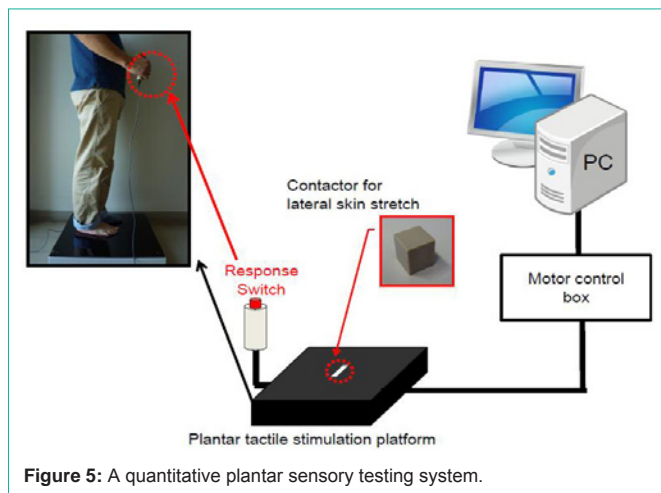 PC
Contactor for
lateral skin stretch
Response
Switch
Motor control
box
Plantar tactile stimulation platform
Figure 5: A quantitative plantar sensory testing system.